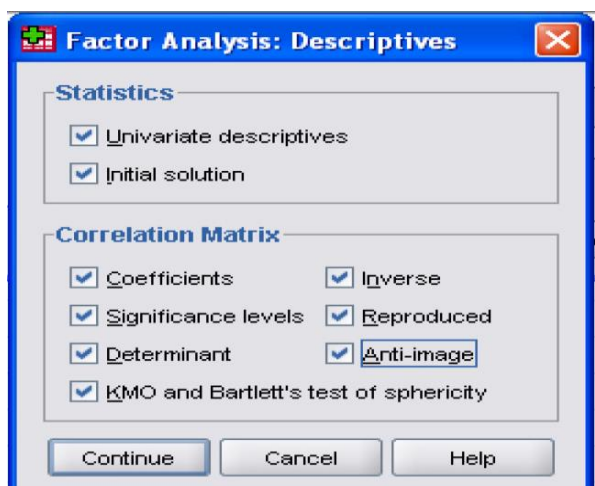 Factor Analysis: Descriptives
Statistics
Univariate descriptives
Initial solution
Correlation Matrix
Coefficients Inverse
Significance levels Reproduced
Determinant Anti-image
KMO and Bartlett's test of sphericity
Continue Cancel Help